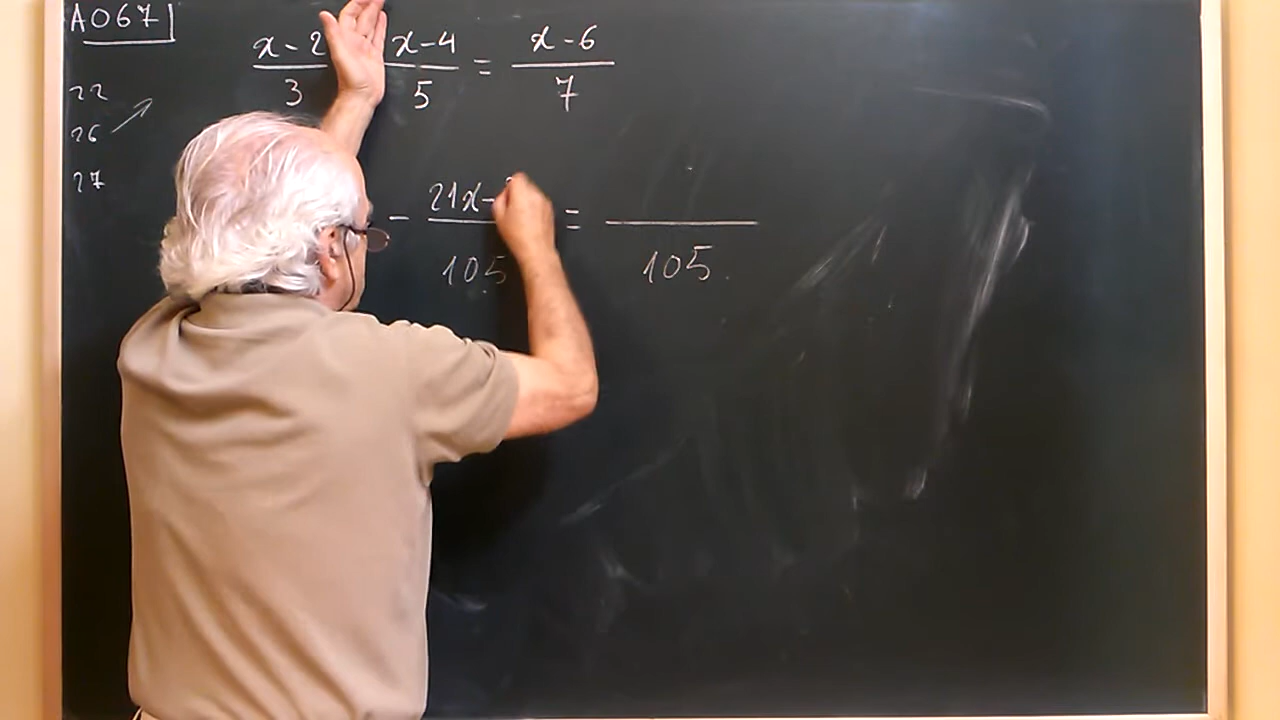 A067
x-2 x-4 = x-6
3 5 7
22
26
27
- 21x- =
105 105